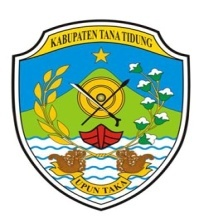 KABUPATEN TANA TIDUNG
UPUN TAKA